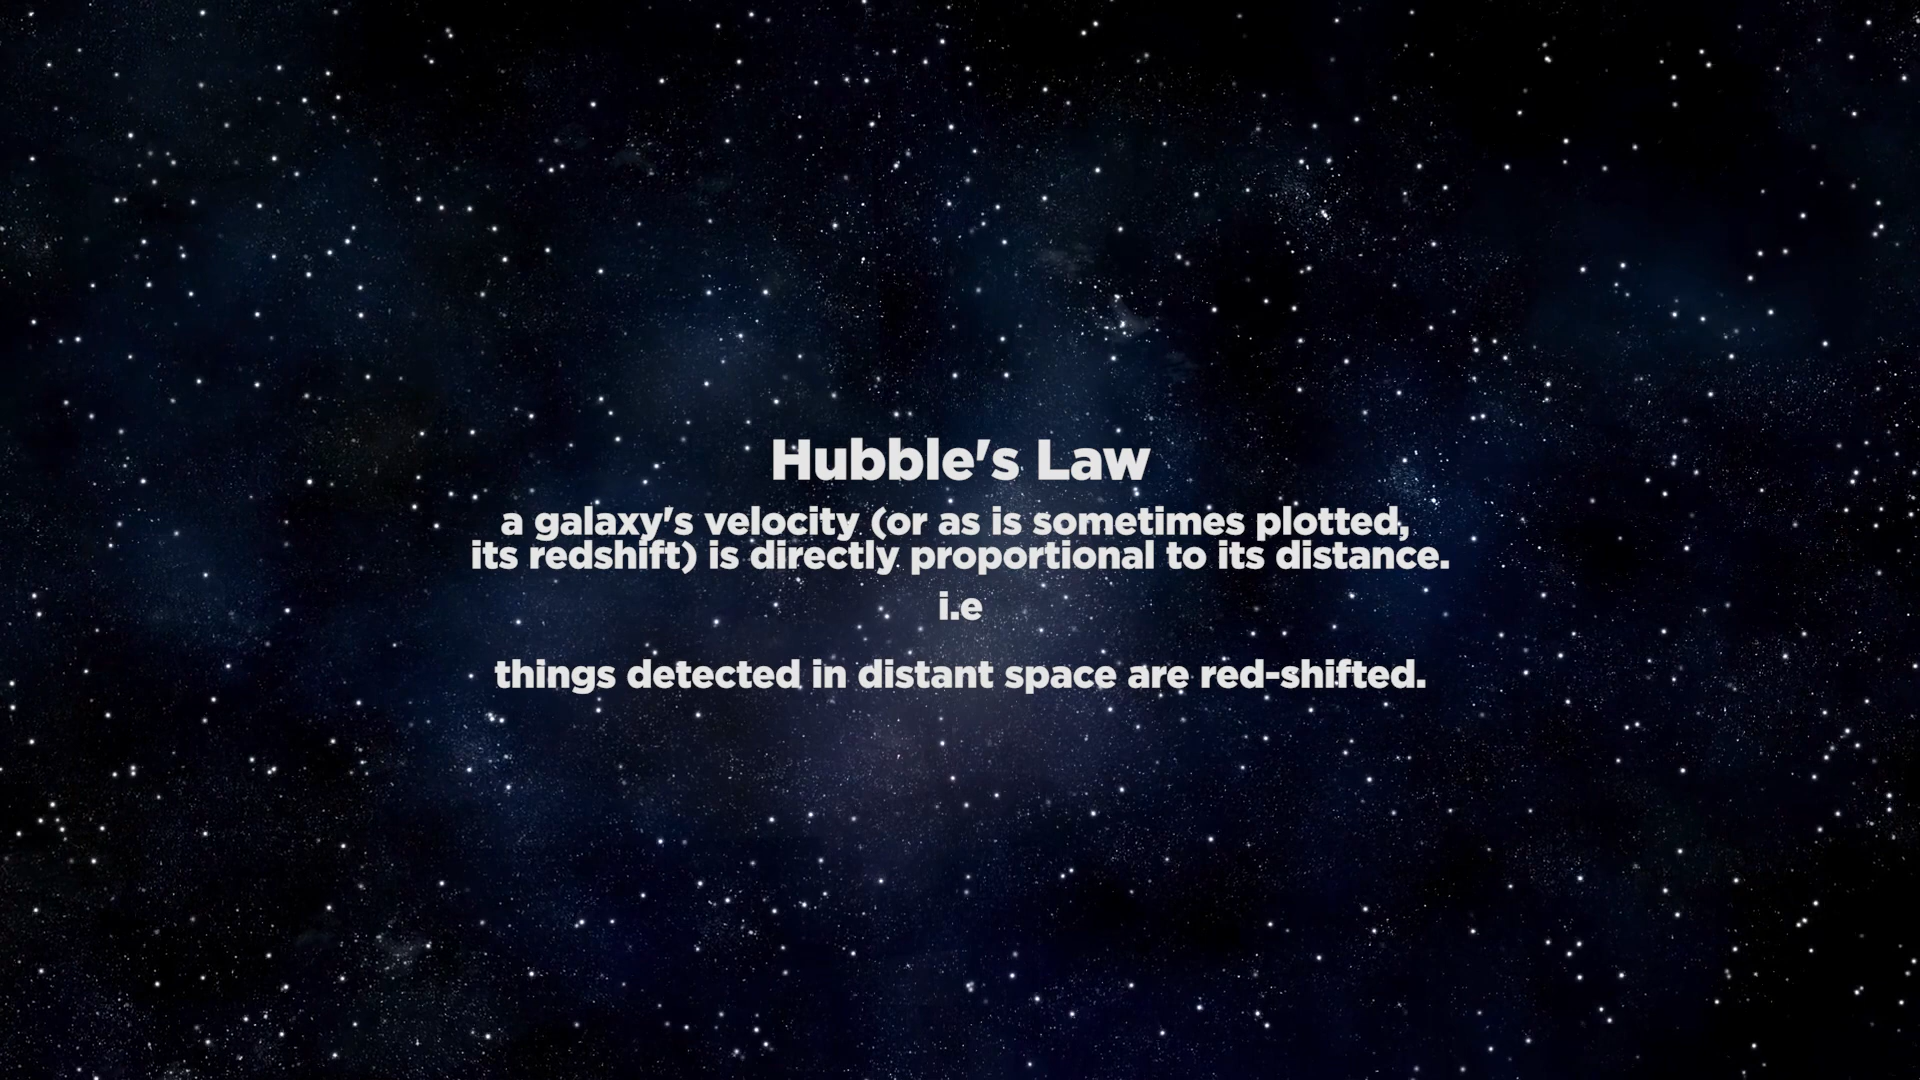 Hubble's Law
a galaxy's velocity (or as is sometimes plotted,
its redshift) is directly proportional to its distance.
i.e
things detected in distant space are red-shifted.